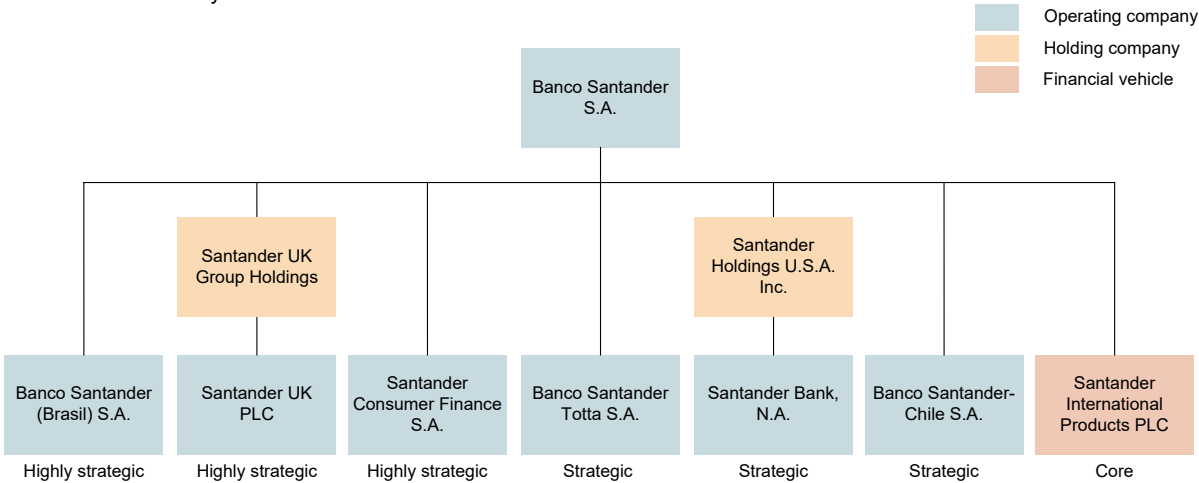 Operating company
Holding company
Financial vehicle
Banco Santander
S.A.
Santander UK
Group Holdings
Santander
Holdings U.S.A.
Inc.
Banco Santander
(Brasil) S.A.
Santander UK
PLC
Santander
Consumer Finance
S.A.
Banco Santander
Totta S.A.
Santander Bank,
N.A.
Banco Santander-
Chile S.A.
Santander
International
Products PLC
Highly strategic
Highly strategic
Highly strategic
Strategic
Strategic
Strategic
Core